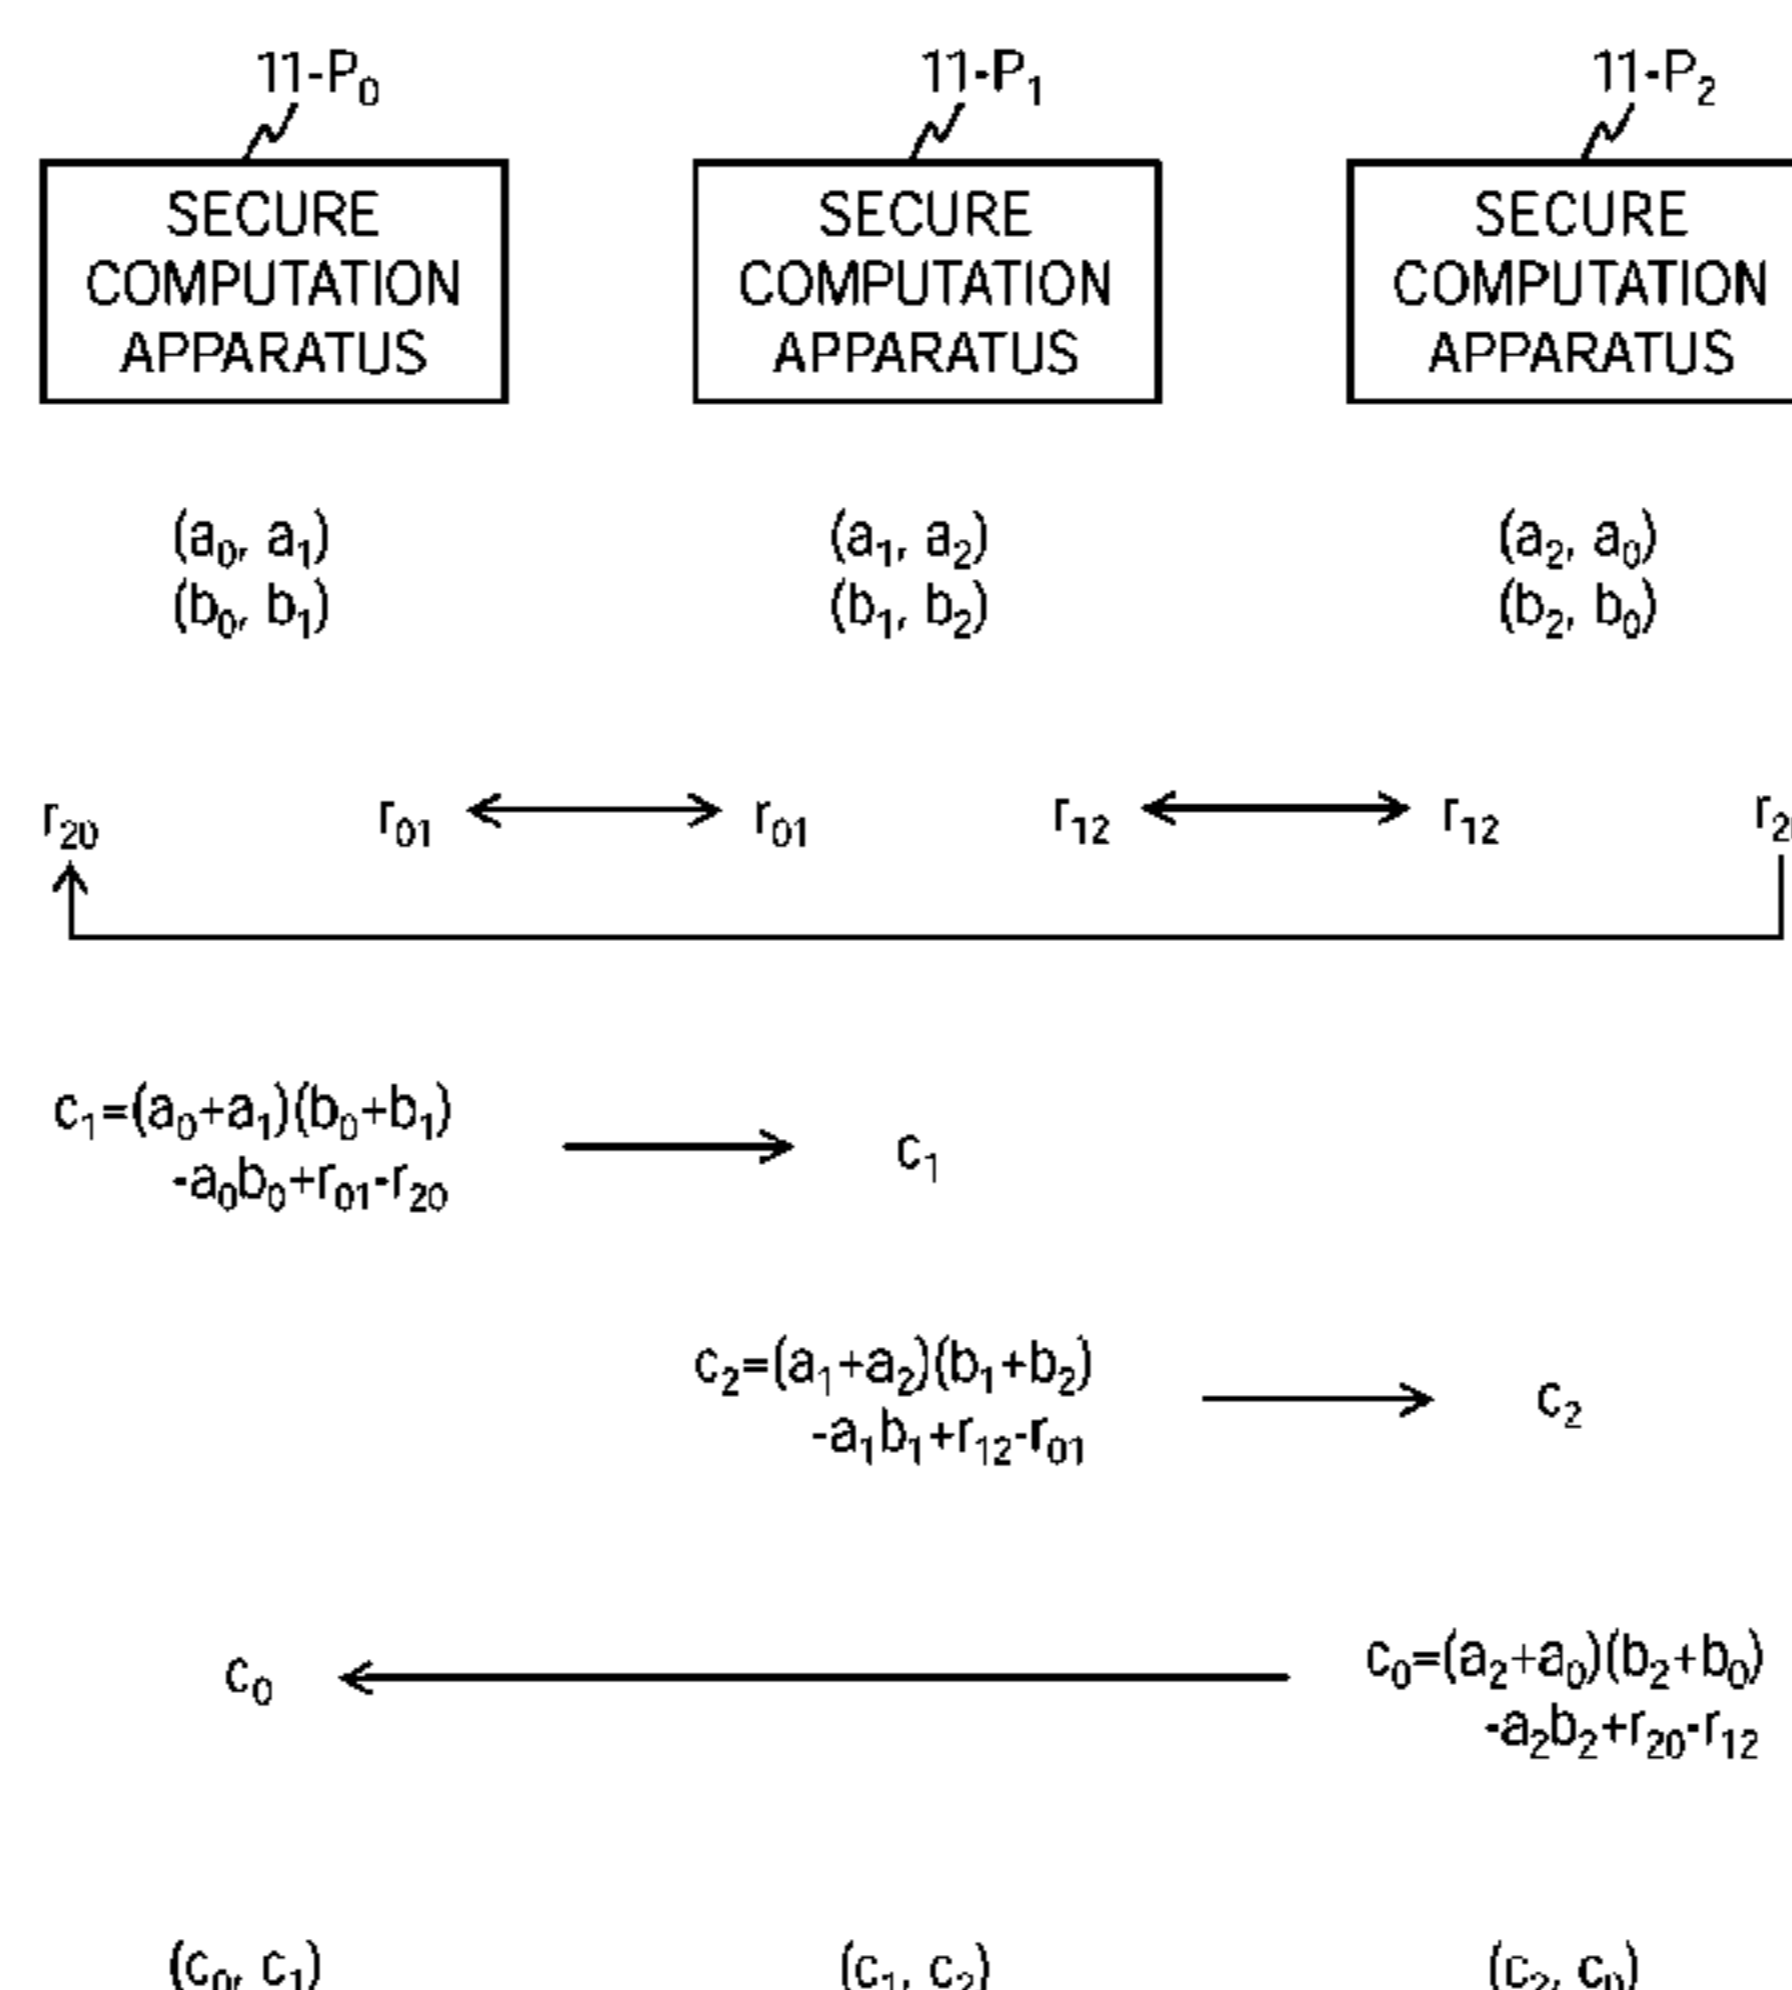 11-P₀ 11-P₁ 11-P₂
SECURE COMPUTATION APPARATUS
SECURE COMPUTATION APPARATUS
SECURE COMPUTATION APPARATUS
(a₀, a₁) (a₁, a₂) (a₂, a₀)
(b₀, b₁) (b₁, b₂) (b₂, b₀)
r₂₀ r₀₁ r₀₁ r₁₂ r₁₂ r₂
c₁=(a₀+a₁)(b₀+b₁)
-a₀b₀+r₀₁-r₂₀
c₁
c₂=(a₁+a₂)(b₁+b₂)
-a₁b₁+r₁₂-r₀₁
c₂
c₀
c₀=(a₂+a₀)(b₂+b₀)
-a₂b₂+r₂₀-r₁₂
(c₀, c₁) (c₁, c₂) (c₂, c₀)